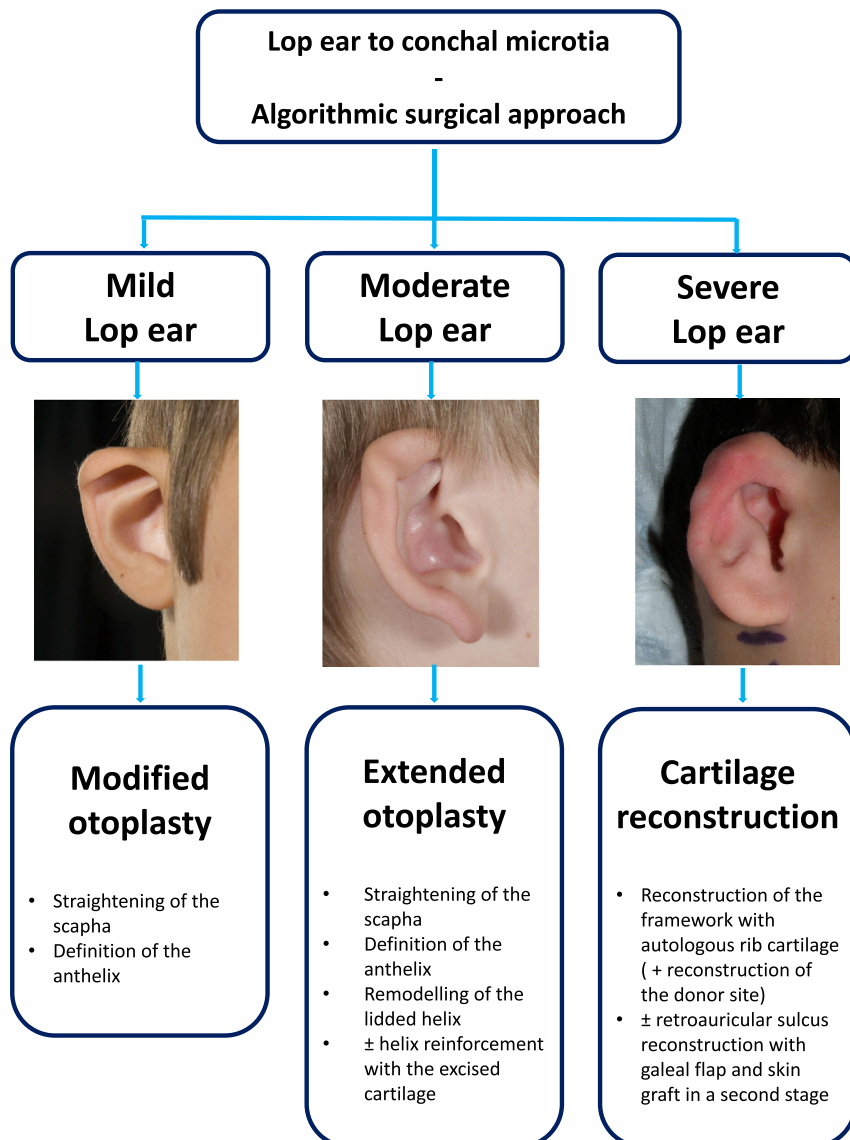 Lop ear to conchal microtia
-
Algorithmic surgical approach
Mild
Lop ear
Moderate
Lop ear
Severe
Lop ear
Modified
otoplasty
• Straightening of the
scapha
• Definition of the
anthelix
Extended
otoplasty
• Straightening of the
scapha
• Definition of the
anthelix
• Remodelling of the
lidded helix
• ± helix reinforcement
with the excised
cartilage
Cartilage
reconstruction
• Reconstruction of the
framework with
autologous rib cartilage
( + reconstruction of
the donor site)
• ± retroauricular sulcus
reconstruction with
galeal flap and skin
graft in a second stage